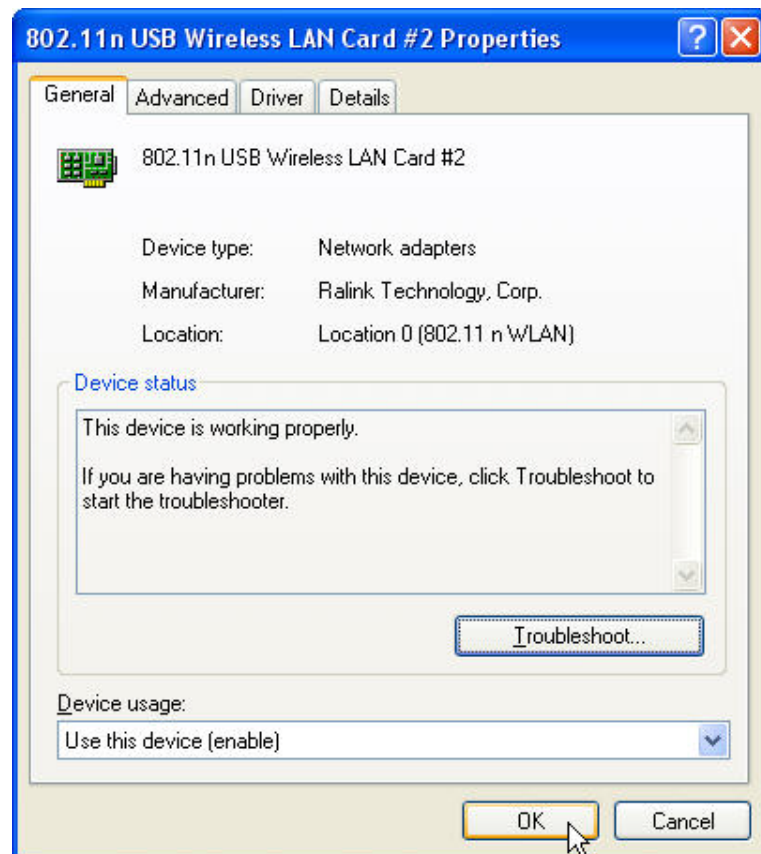 802.11n USB Wireless LAN Card #2 Properties
General Advanced Driver Details
802.11n USB Wireless LAN Card #2
Device type: Network adapters
Manufacturer: Ralink Technology, Corp.
Location: Location 0 (802.11 n WLAN)
Device status
This device is working properly.
If you are having problems with this device, click Troubleshoot to
start the troubleshooter.
Troubleshoot...
Device usage:
Use this device (enable)
OK Cancel